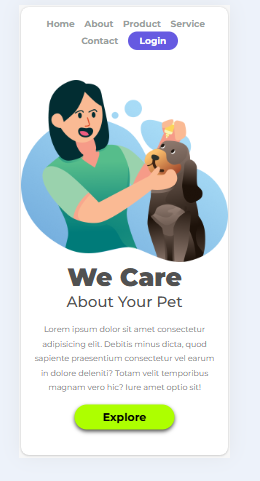 Home About Product Service
Contact Login
We Care
About Your Pet
Lorem ipsum dolor sit amet consectetur
adipisicing elit. Debitis minus dicta, quod
sapiente praesentium consectetur vel earum
in dolore deleniti? Totam velit temporibus
magnam vero hic? Iure amet optio sit!
Explore